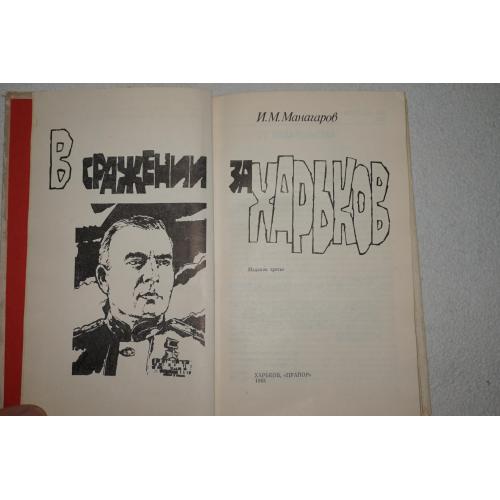 И. М. Манагаров
В СРАЖЕНИИ ЗА ХАРЬКОВ
Издание третье
ХАРЬКОВ, «ПРАПОР»